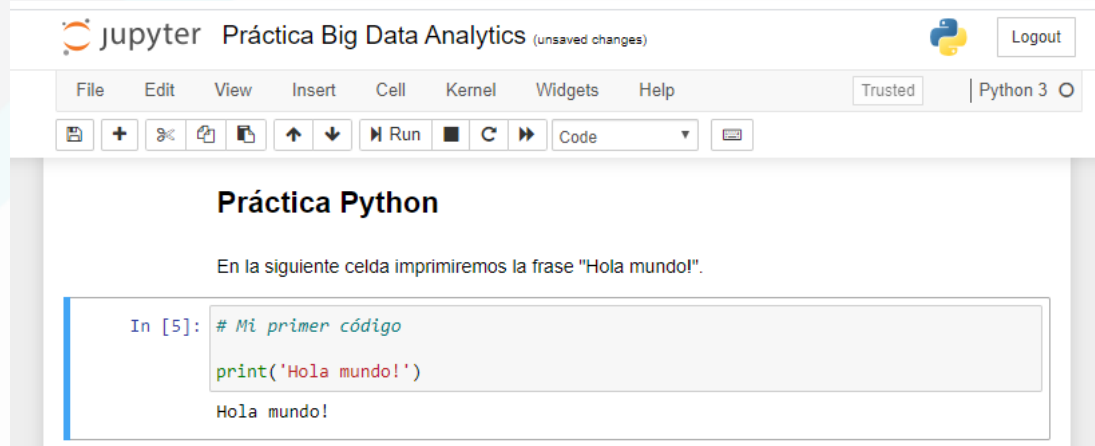 jupyter Práctica Big Data Analytics (unsaved changes) Logout
File Edit View Insert Cell Kernel Widgets Help Trusted Python 3
Run Code
Práctica Python
En la siguiente celda imprimiremos la frase "Hola mundo!".
In [5]: # Mi primer código
print('Hola mundo!')
Hola mundo!